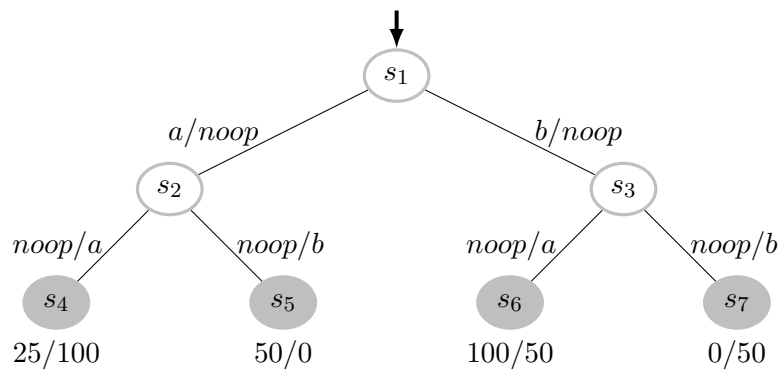 s1
a/noop b/noop
s2 s3
noop/a noop/b noop/a noop/b
s4 s5 s6 s7
25/100 50/0 100/50 0/50